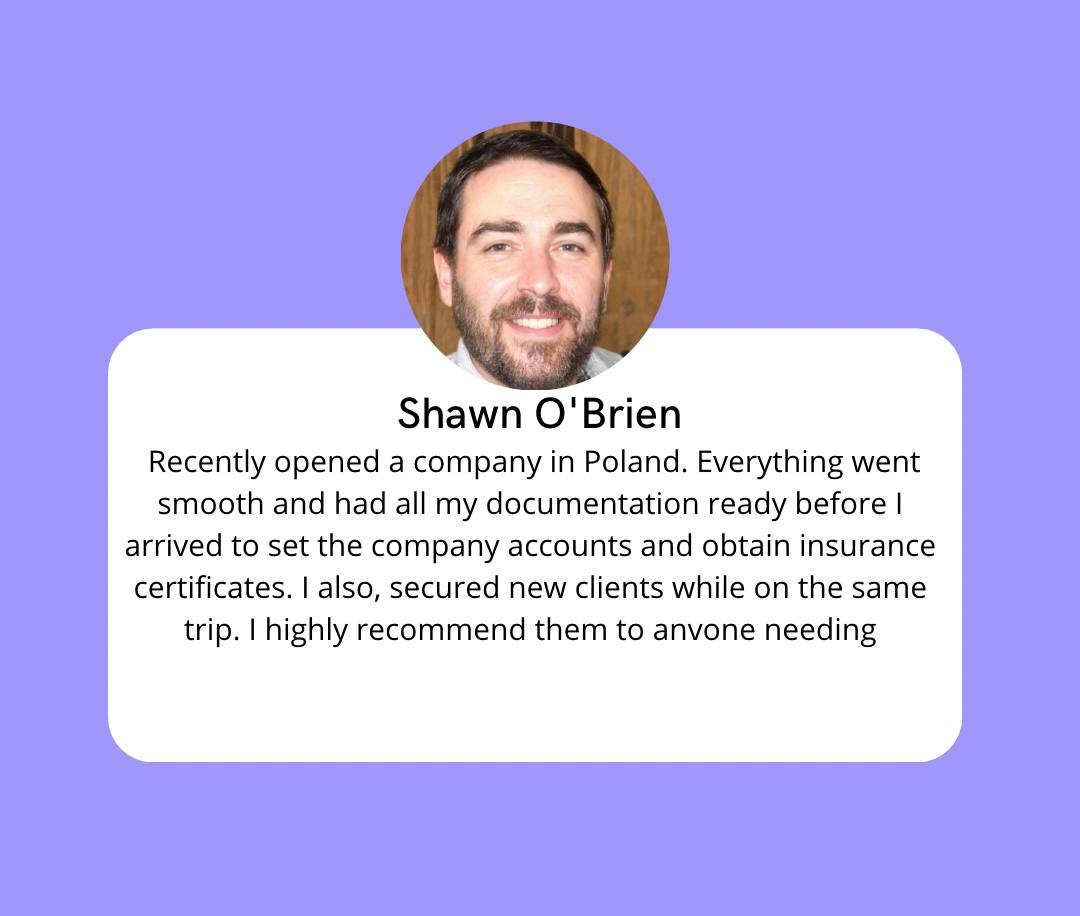 Shawn O'Brien
Recently opened a company in Poland. Everything went
smooth and had all my documentation ready before I
arrived to set the company accounts and obtain insurance
certificates. I also, secured new clients while on the same
trip. I highly recommend them to anvone needing